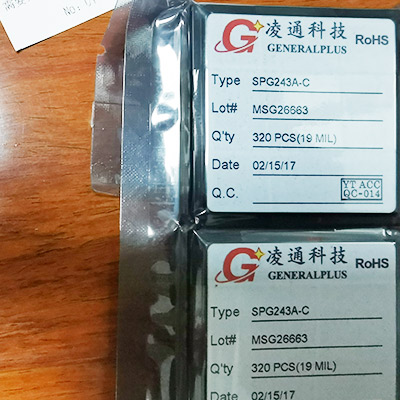 凌通科技
GENERALPLUS
RoHS
Type SPG243A-C
Lot# MSG26663
Q'ty 320 PCS(19 MIL)
Date 02/15/17
Q.C. YT ACC
QC-014
凌通科技
GENERALPLUS
RoHS
Type SPG243A-C
Lot# MSG26663
Q'ty 320 PCS(19 MIL)
Date 02/15/17